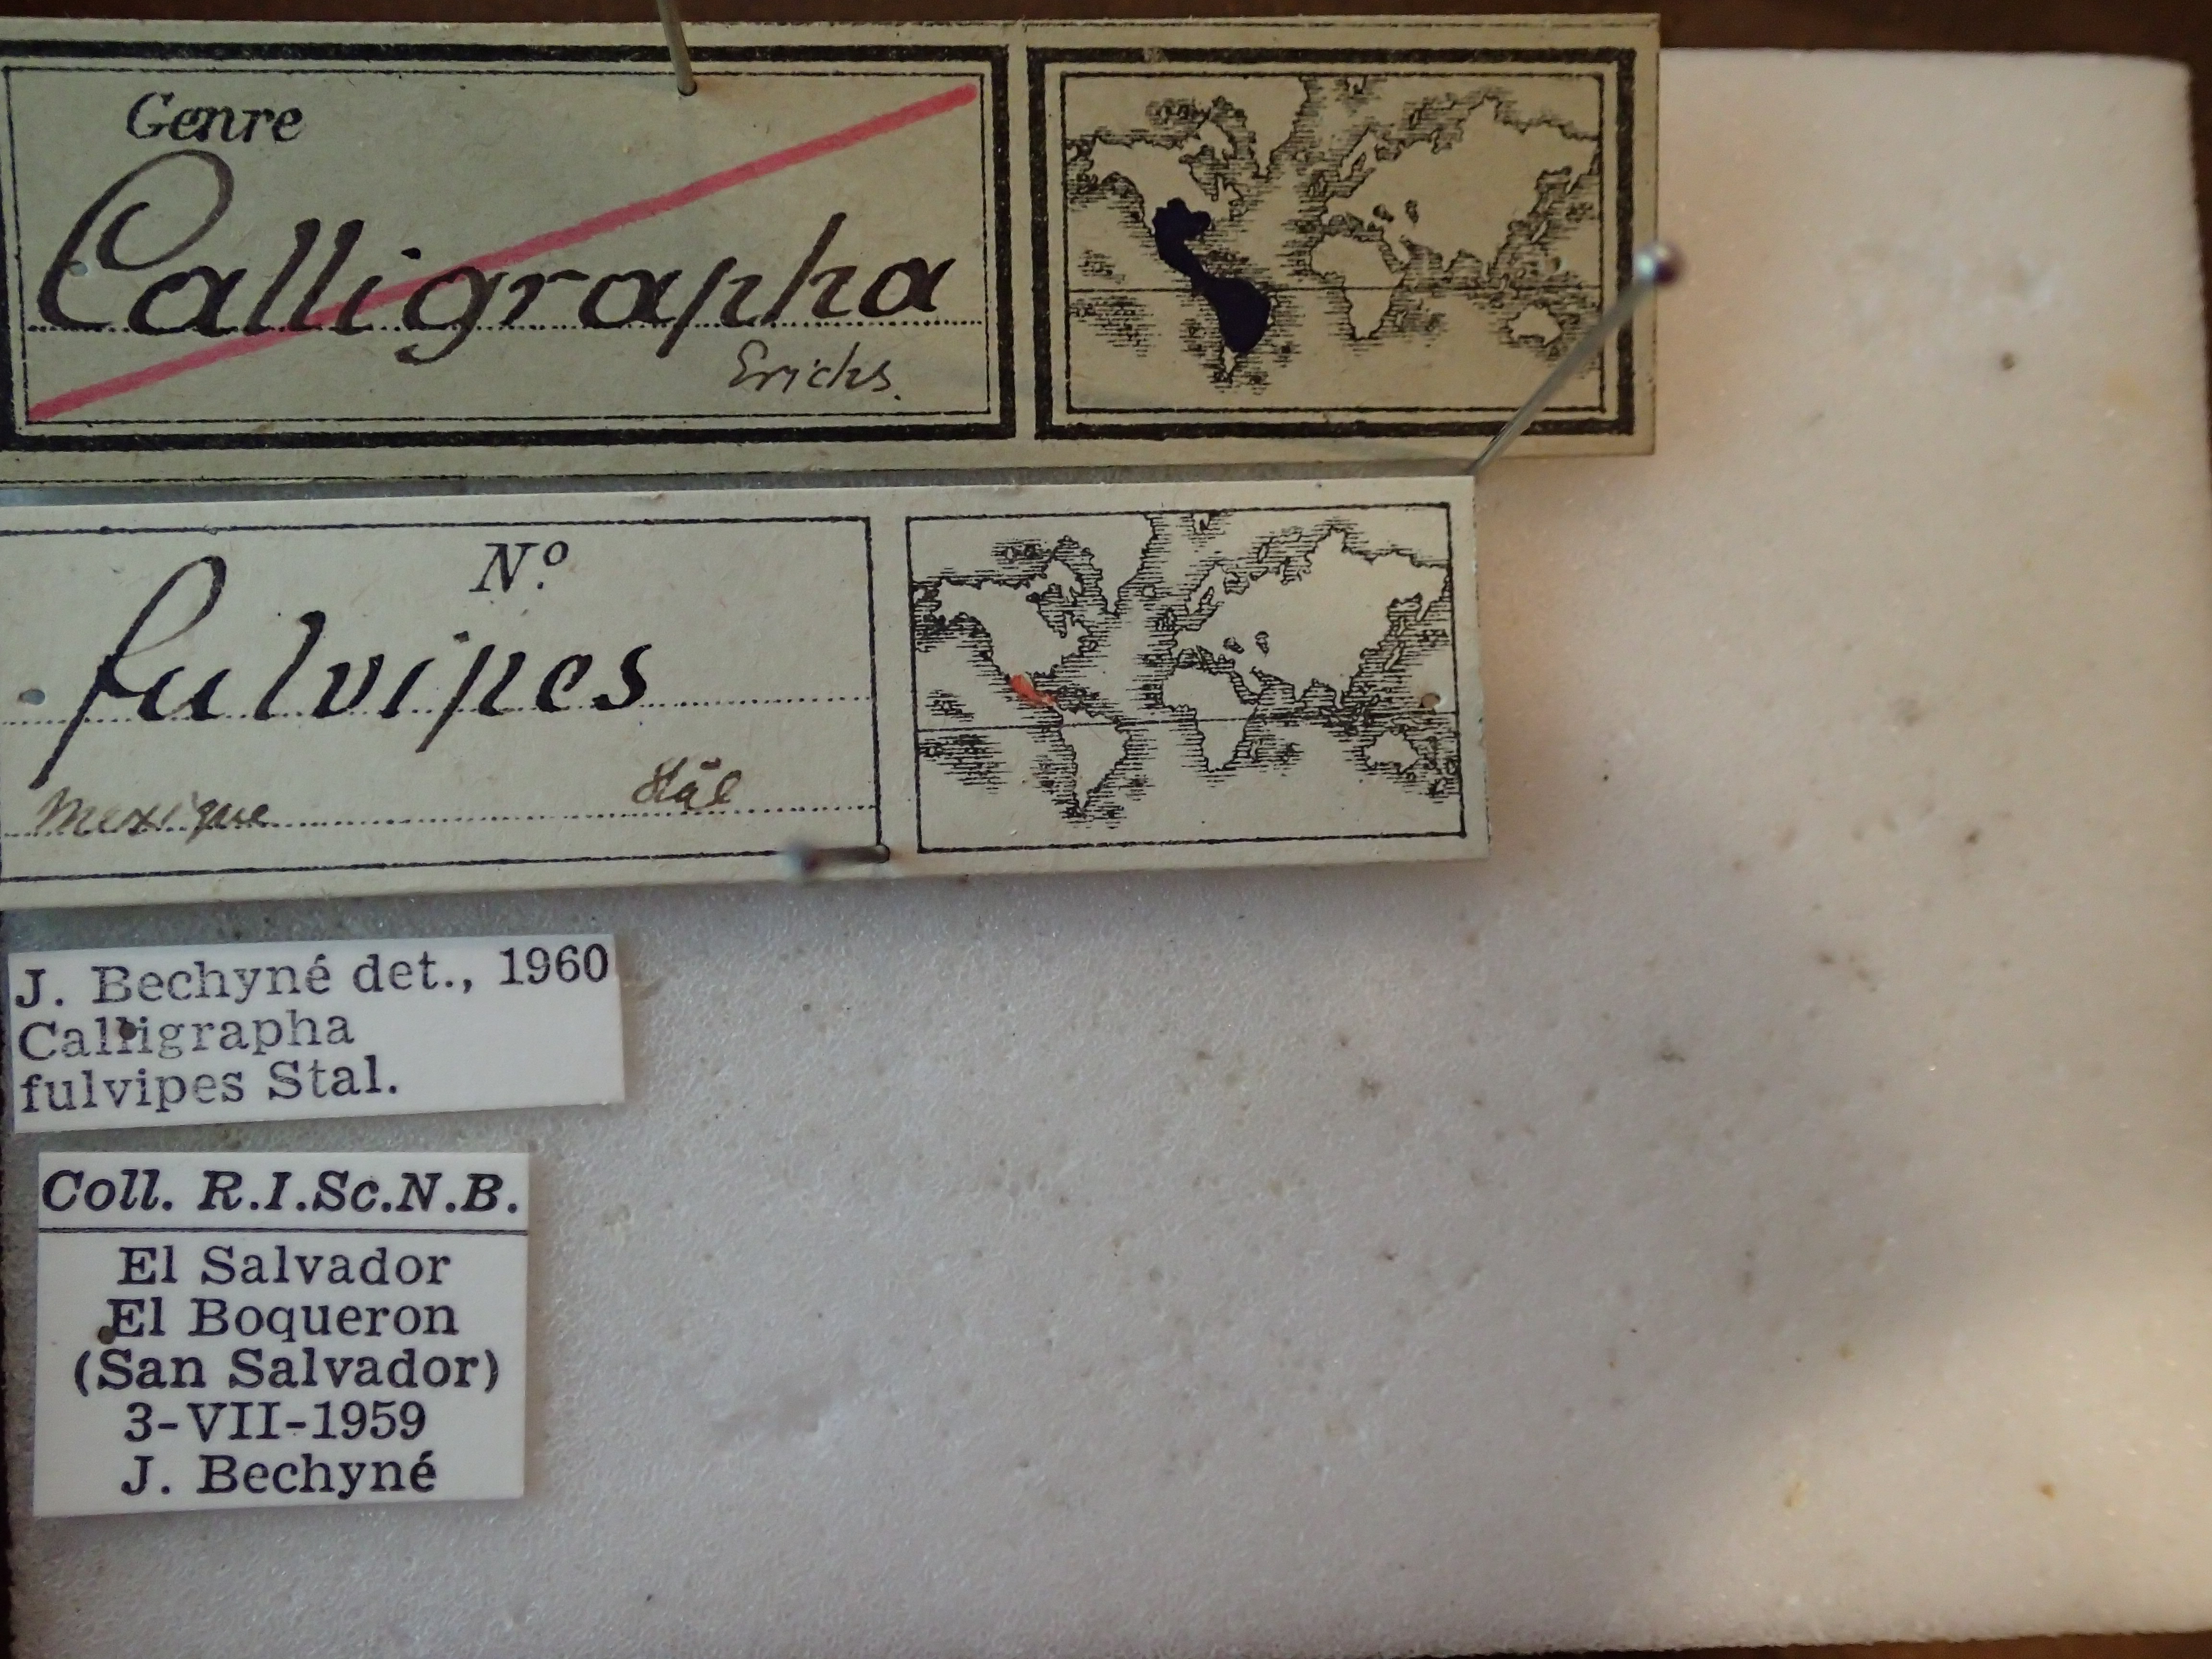 Genre
Calligrapha
Erichs.
N.º
fulvipes
Mexique Stål
J. Bechyné det., 1960
Calligrapha
fulvipes Stal.
Coll. R.I.Sc.N.B.
El Salvador
El Boqueron
(San Salvador)
3-VII-1959
J. Bechyné